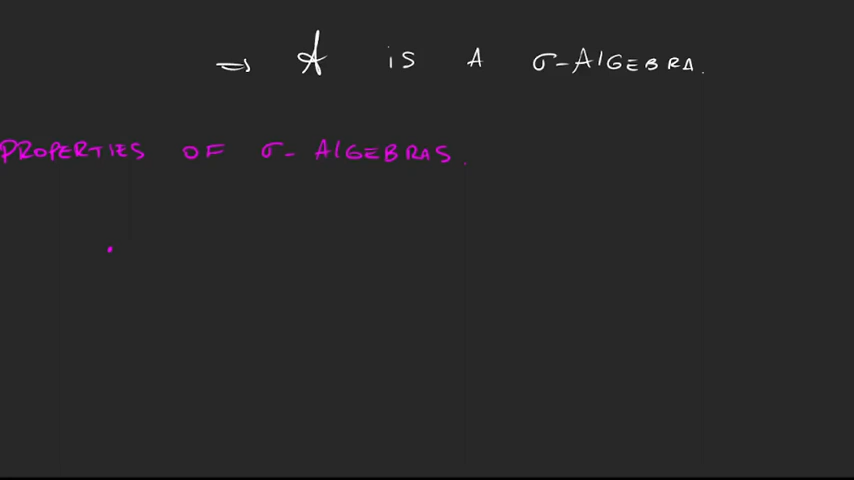 ⇒ 𝒜 is A σ-AlGEBRA.
PROPERTIES OF σ- AlGEBRAS.